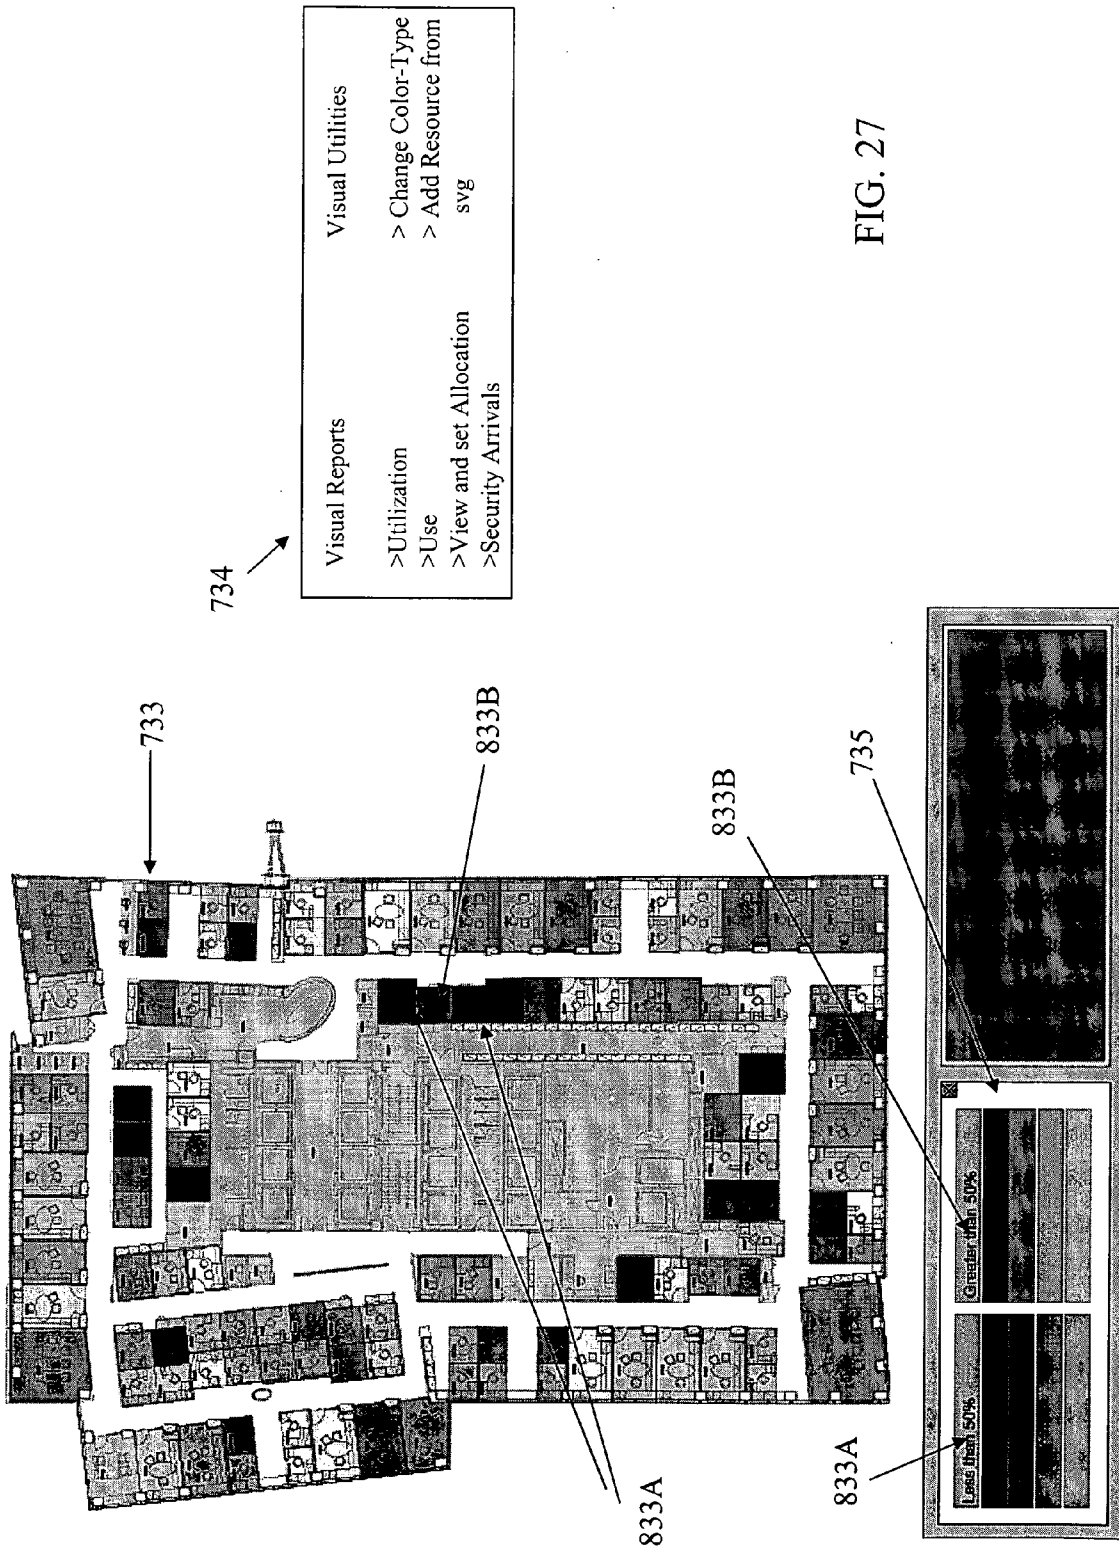 734
Visual Reports
>Utilization
>Use
>View and set Allocation
>Security Arrivals
Visual Utilities
> Change Color-Type
> Add Resource from
svg
733
833B
833B
735
833A
833A
Less than 50%
Greater than 50%
FIG. 27